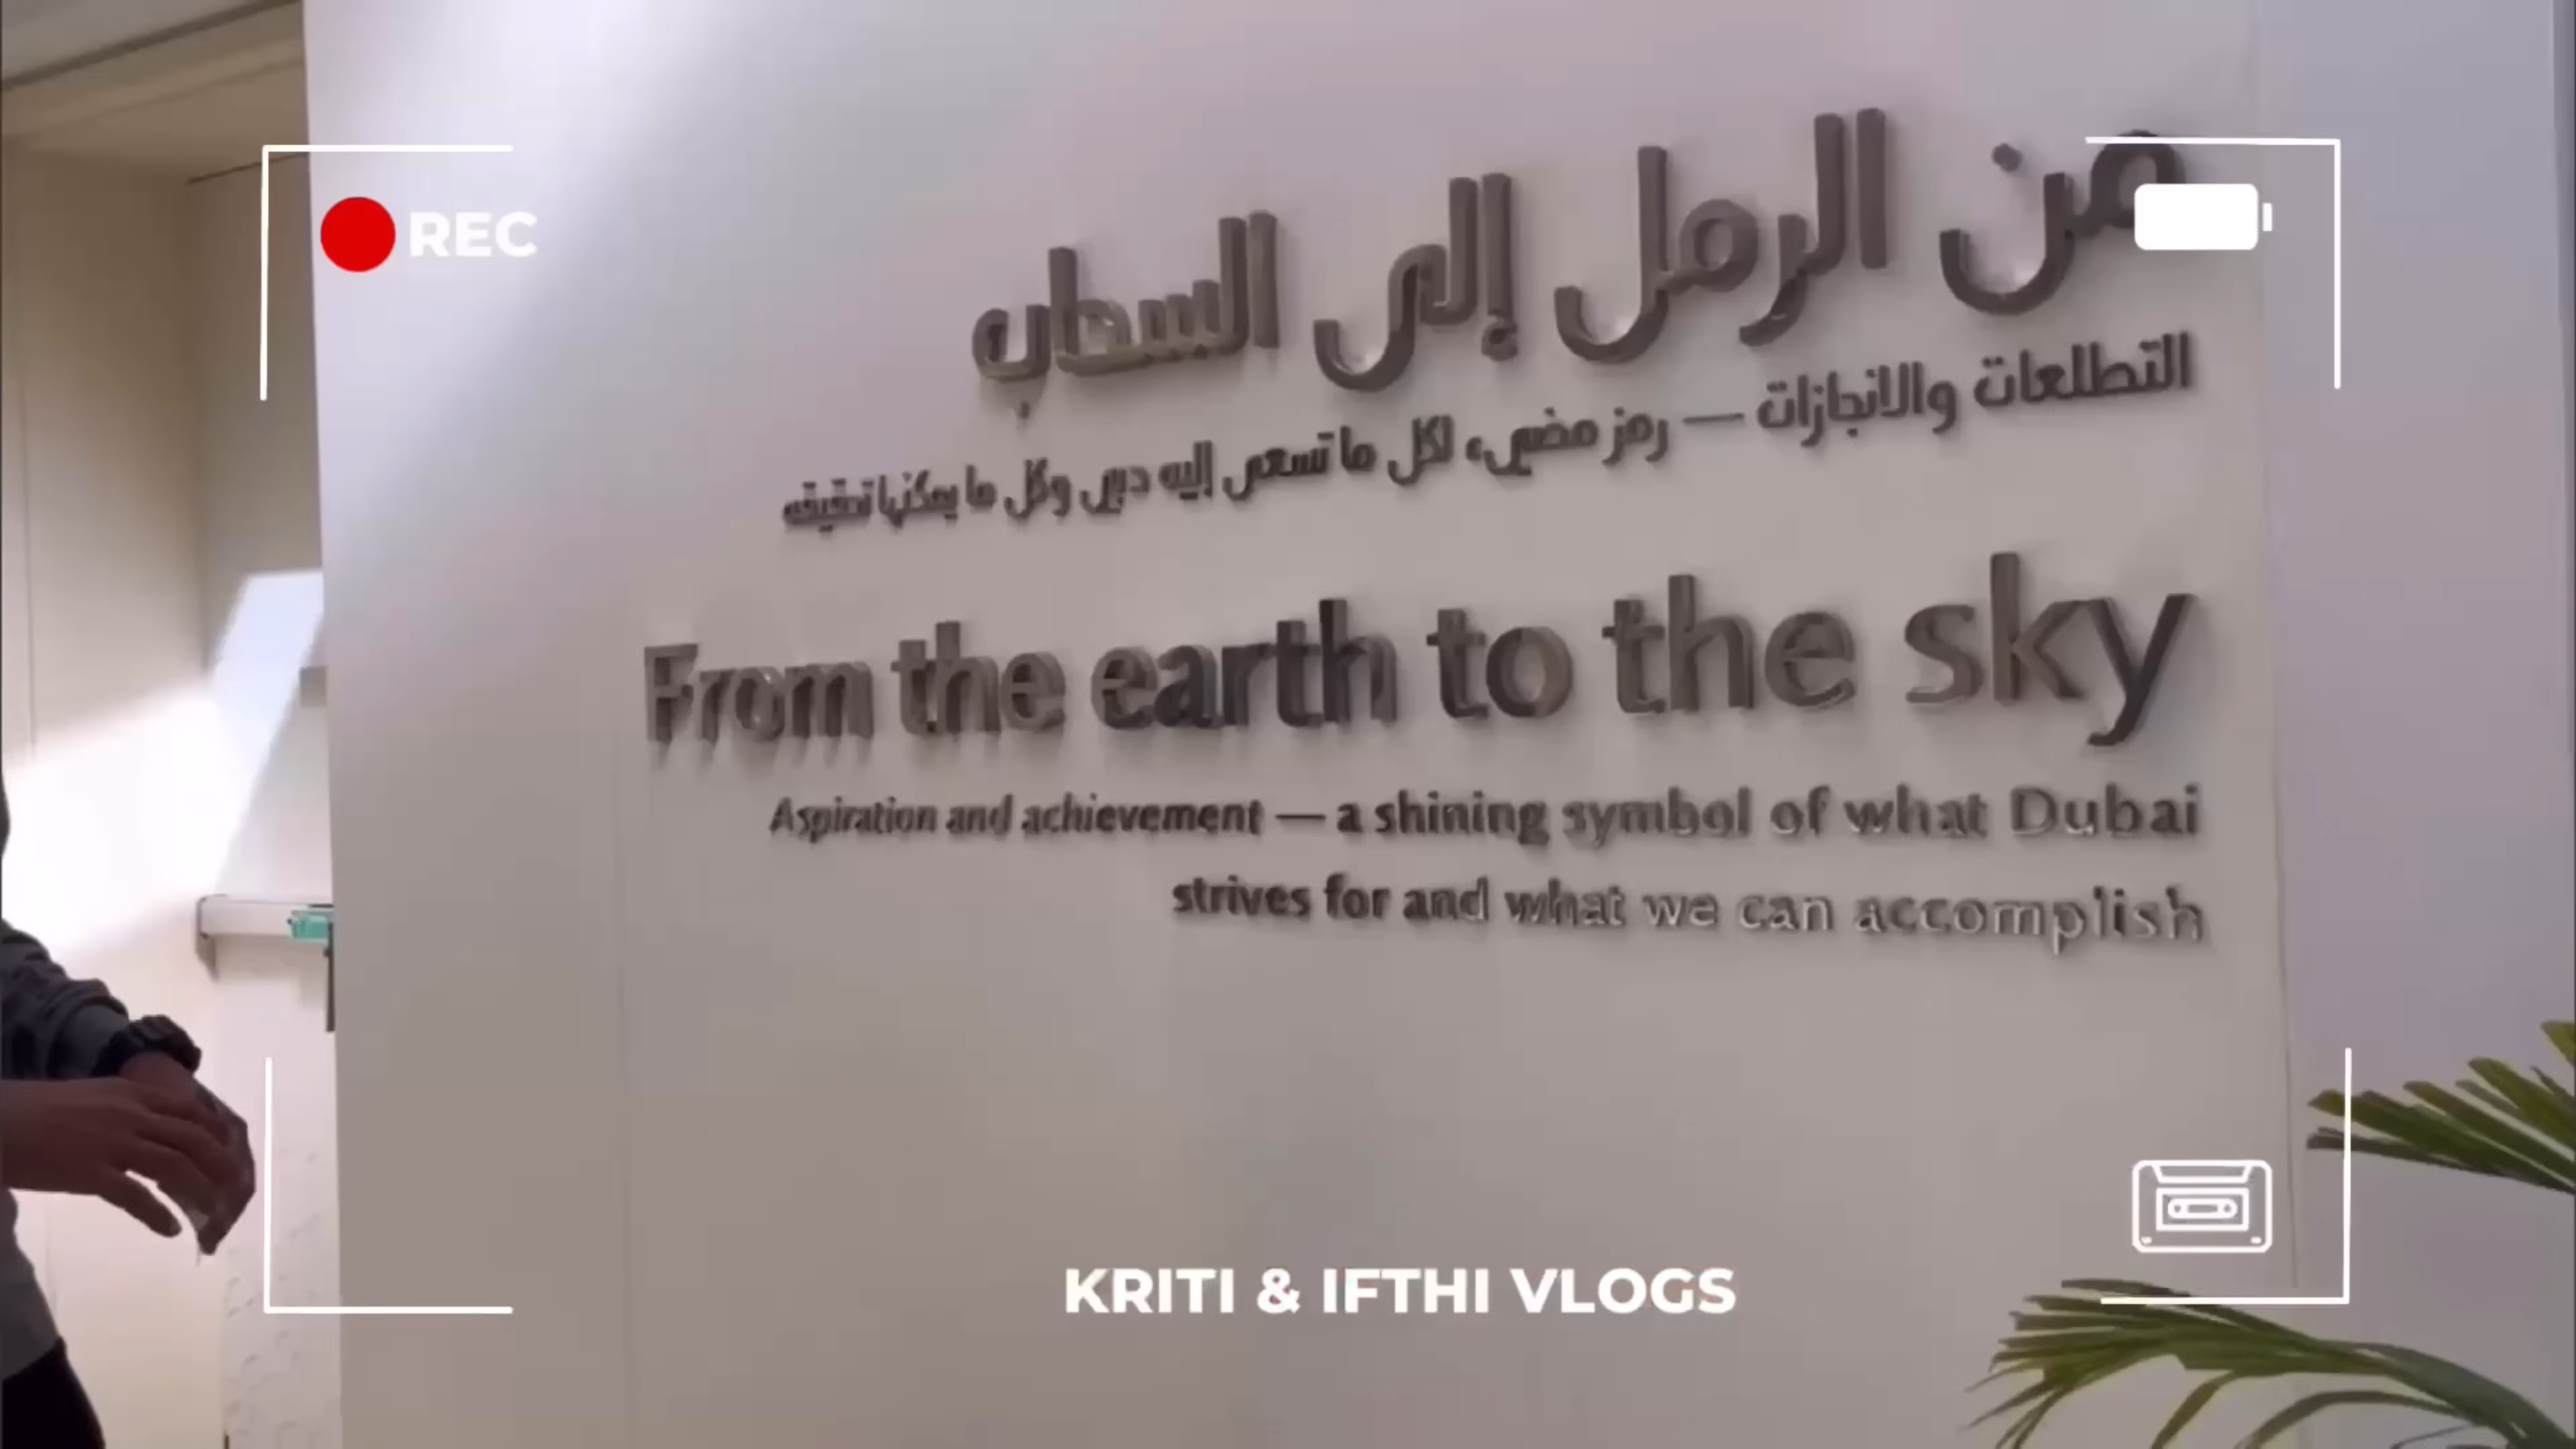 REC
من الرمل إلى السحاب
التطلعات والانجازات — رمز مضيء لكل ما تسعى إليه دبي وكل ما يمكنها تحقيقه
From the earth to the sky
Aspiration and achievement — a shining symbol of what Dubai
strives for and what we can accomplish
KRITI & IFTHI VLOGS